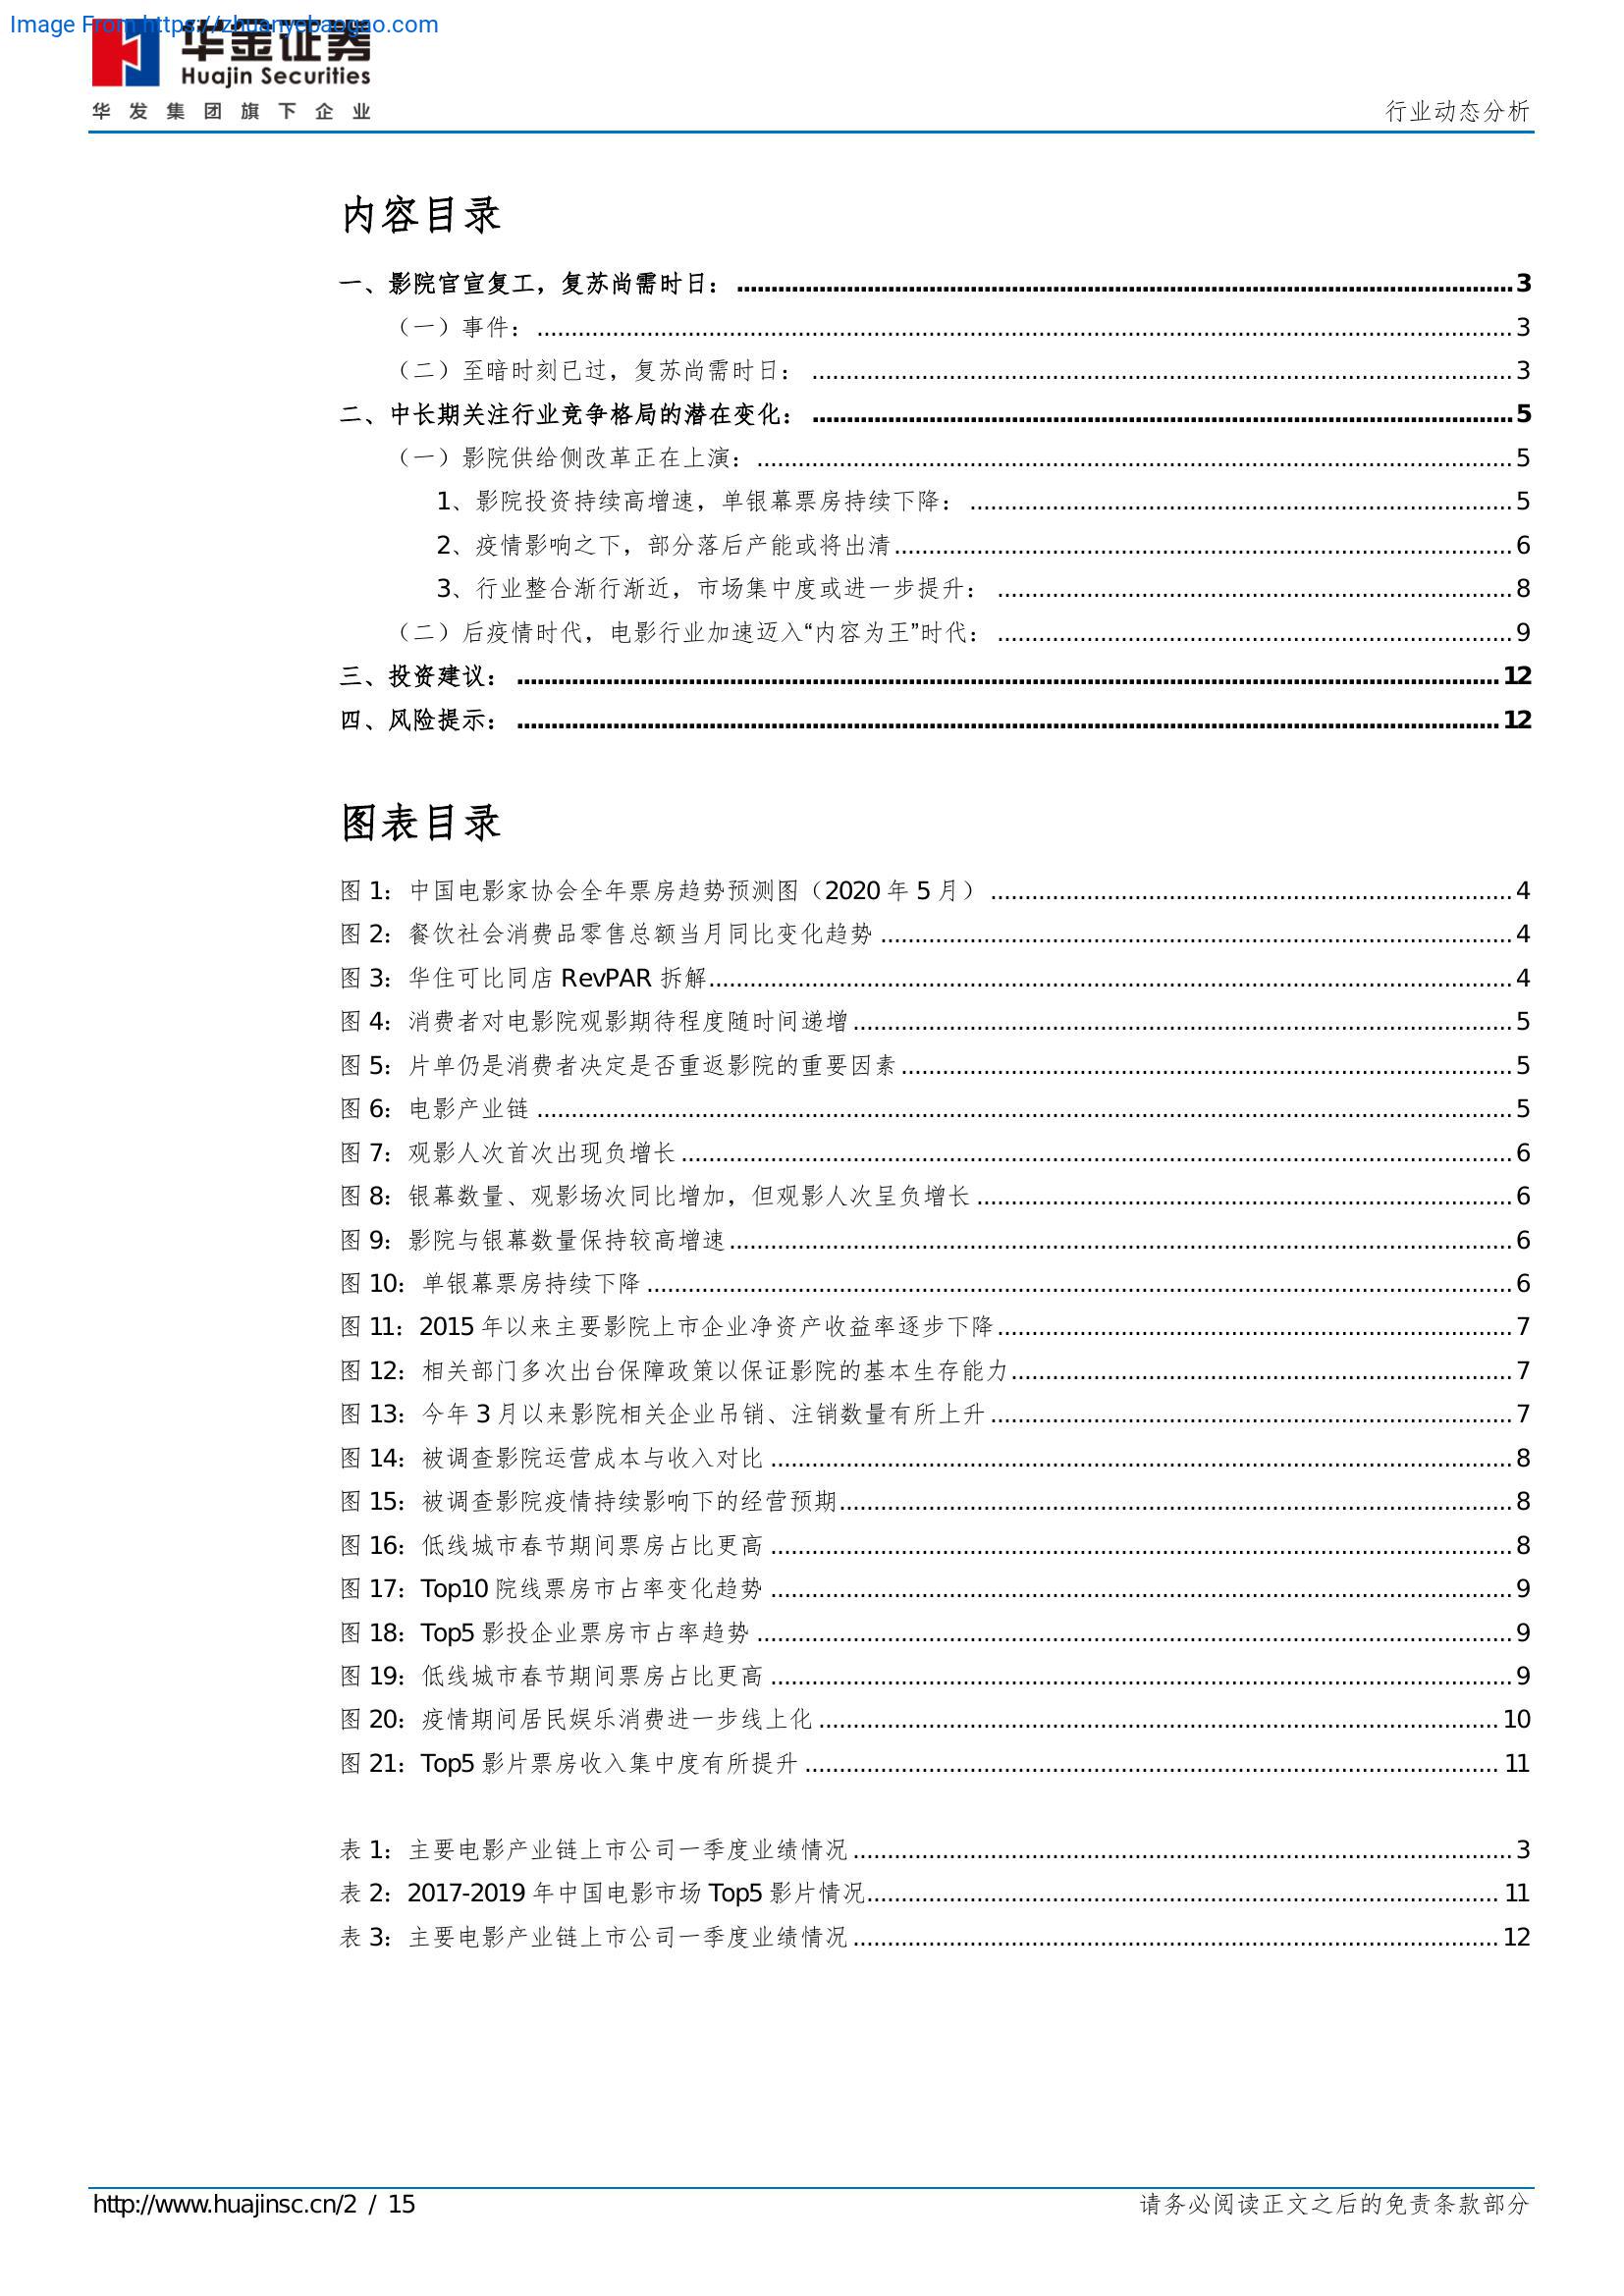 Image From https://zhuanyebaogao.com
华金证券
Huajin Securities
华发集团旗下企业
行业动态分析
内容目录
一、影院官宣复工，复苏尚需时日： 3
（一）事件： 3
（二）至暗时刻已过，复苏尚需时日： 3
二、中长期关注行业竞争格局的潜在变化： 5
（一）影院供给侧改革正在上演： 5
1、影院投资持续高增速，单银幕票房持续下降： 5
2、疫情影响之下，部分落后产能或将出清 6
3、行业整合渐行渐近，市场集中度或进一步提升： 8
（二）后疫情时代，电影行业加速迈入“内容为王”时代： 9
三、投资建议： 12
四、风险提示： 12
图表目录
图 1：中国电影家协会全年票房趋势预测图（2020 年 5 月） 4
图 2：餐饮社会消费品零售总额当月同比变化趋势 4
图 3：华住可比同店 RevPAR 拆解 4
图 4：消费者对电影院观影期待程度随时间递增 5
图 5：片单仍是消费者决定是否重返影院的重要因素 5
图 6：电影产业链 5
图 7：观影人次首次出现负增长 6
图 8：银幕数量、观影场次同比增加，但观影人次呈负增长 6
图 9：影院与银幕数量保持较高增速 6
图 10：单银幕票房持续下降 6
图 11：2015 年以来主要影院上市企业净资产收益率逐步下降 7
图 12：相关部门多次出台保障政策以保证影院的基本生存能力 7
图 13：今年 3 月以来影院相关企业吊销、注销数量有所上升 7
图 14：被调查影院运营成本与收入对比 8
图 15：被调查影院疫情持续影响下的经营预期 8
图 16：低线城市春节期间票房占比更高 8
图 17：Top10 院线票房市占率变化趋势 9
图 18：Top5 影投企业票房市占率趋势 9
图 19：低线城市春节期间票房占比更高 9
图 20：疫情期间居民娱乐消费进一步线上化 10
图 21：Top5 影片票房收入集中度有所提升 11
表 1：主要电影产业链上市公司一季度业绩情况 3
表 2：2017-2019 年中国电影市场 Top5 影片情况 11
表 3：主要电影产业链上市公司一季度业绩情况 12
http://www.huajinsc.cn/2 / 15
请务必阅读正文之后的免责条款部分